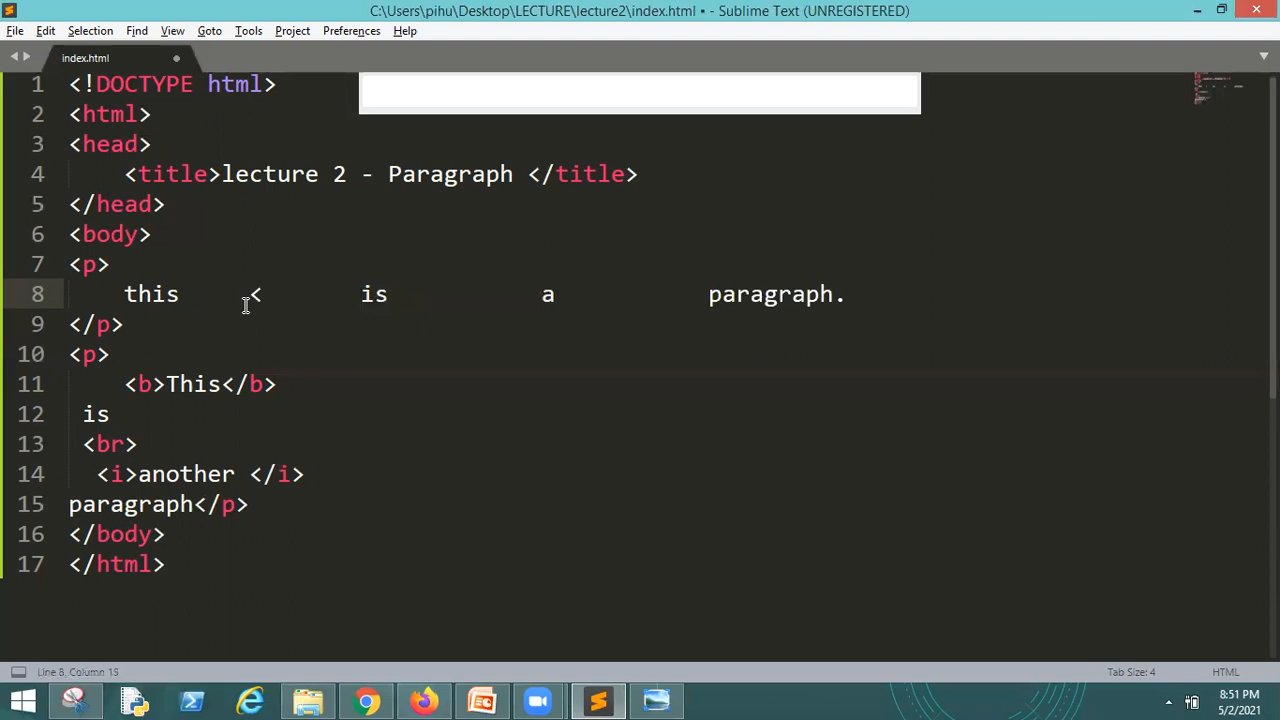 C:\Users\pihu\Desktop\LECTURE\lecture2\index.html • - Sublime Text (UNREGISTERED)
File Edit Selection Find View Goto Tools Project Preferences Help
index.html
1 <!DOCTYPE html>
2 <html>
3 <head>
4 <title>lecture 2 - Paragraph </title>
5 </head>
6 <body>
7 <p>
8 this < is a paragraph.
9 </p>
10 <p>
11 <b>This</b>
12 is
13 <br>
14 <i>another </i>
15 paragraph</p>
16 </body>
17 </html>
Line 8, Column 15 Tab Size: 4 HTML
8:51 PM
5/2/2021